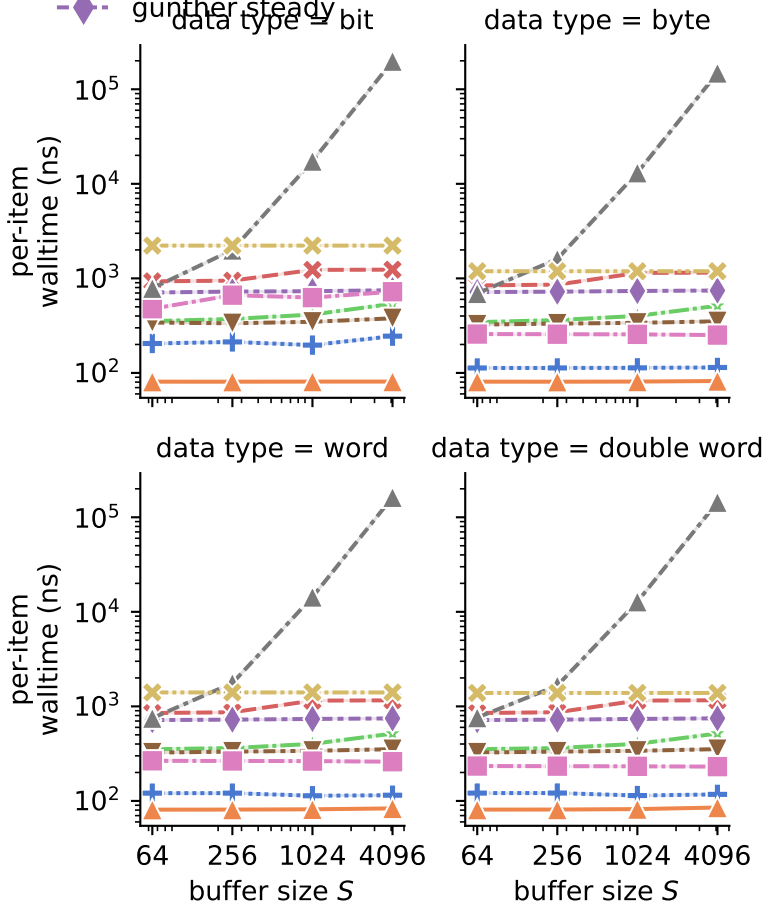 gunther steady
data type = bit
data type = byte
per-item
walltime (ns)
10^5
10^4
10^3
10^2
data type = word
data type = double word
per-item
walltime (ns)
10^5
10^4
10^3
10^2
64 256 1024 4096
64 256 1024 4096
buffer size S
buffer size S